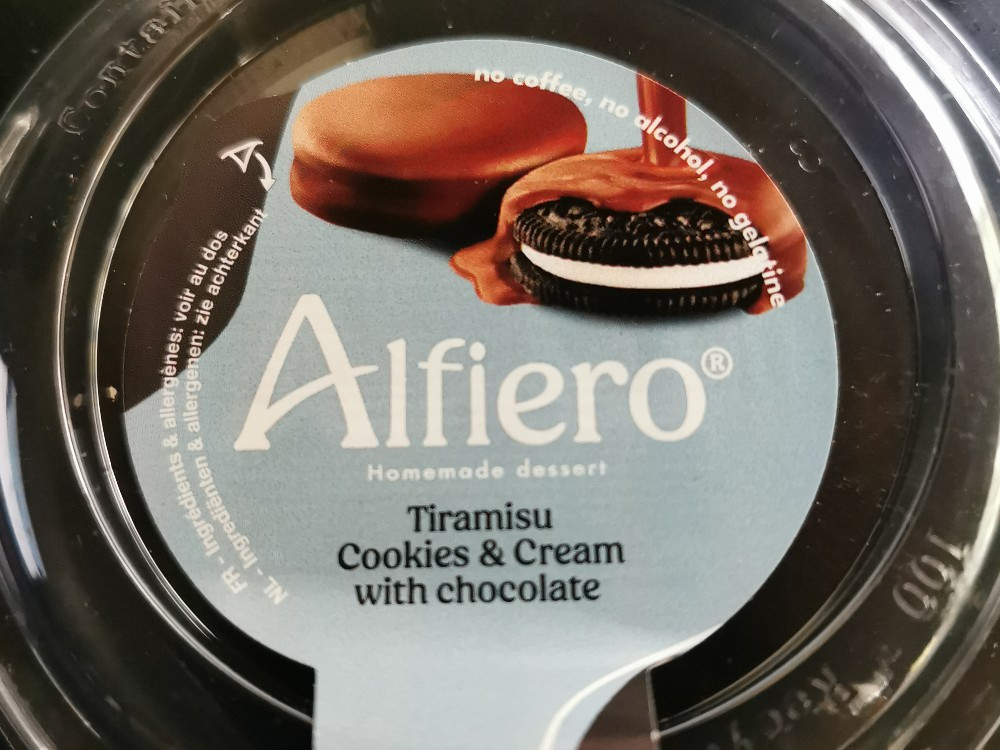 no coffee, no alcohol, no gelatine
Alfiero®
Homemade dessert
Tiramisu
Cookies & Cream
with chocolate
FR - Ingrédients & allergènes: voir au dos
NL - Ingrediënten & allergenen: zie achterkant